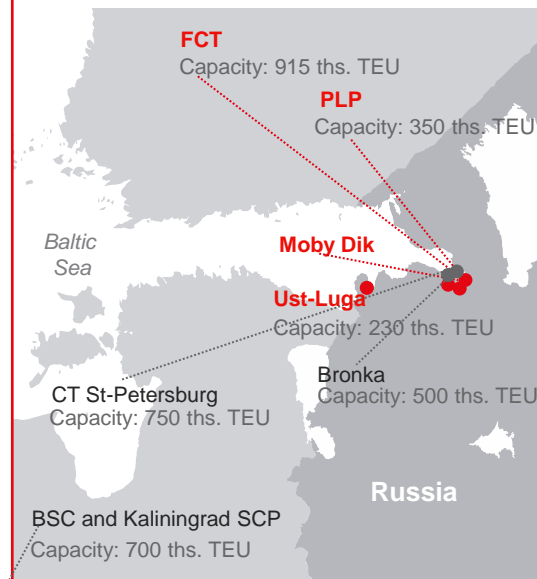 FCT
Capacity: 915 ths. TEU
PLP
Capacity: 350 ths. TEU
Baltic
Sea
Moby Dik
Ust-Luga
Capacity: 230 ths. TEU
CT St-Petersburg
Capacity: 750 ths. TEU
Bronka
Capacity: 500 ths. TEU
Russia
BSC and Kaliningrad SCP
Capacity: 700 ths. TEU